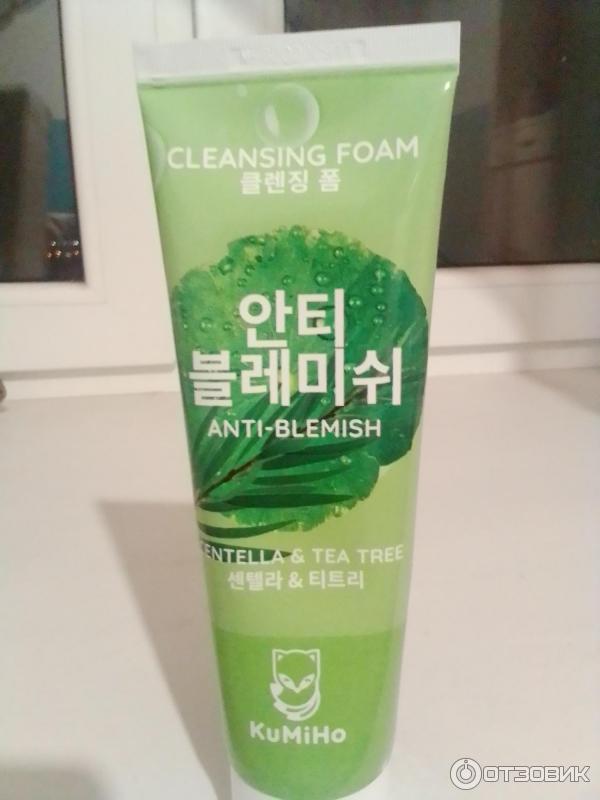 CLEANSING FOAM
클렌징 폼
안티
블레미쉬
ANTI-BLEMISH
CENTELLA & TEA TREE
센텔라 & 티트리
KuMiHo
ОТЗОВИК